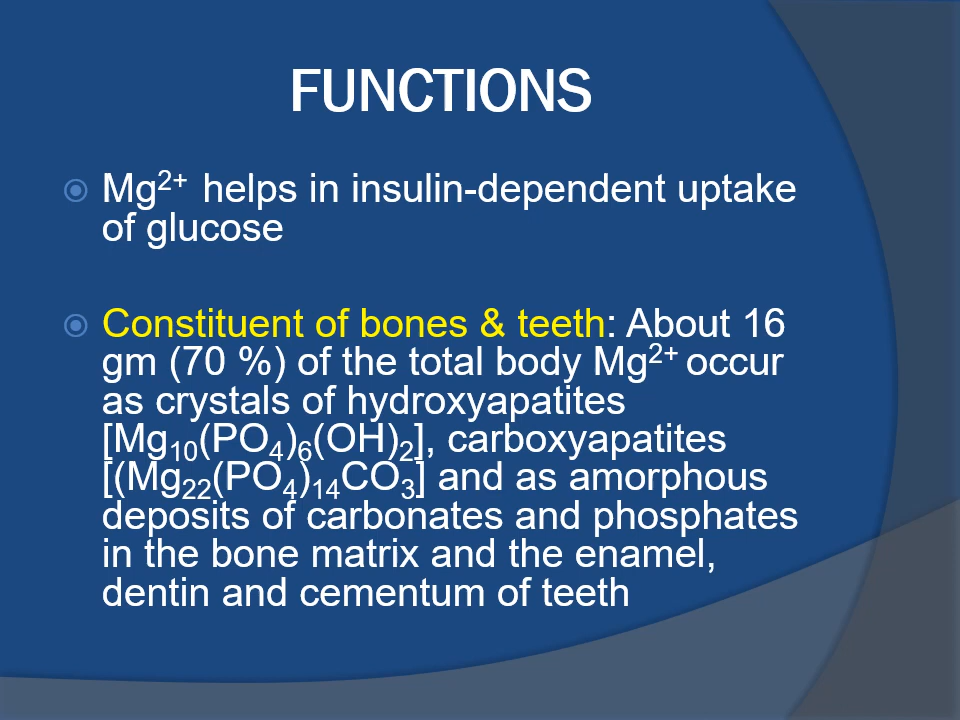 FUNCTIONS
Mg²⁺ helps in insulin-dependent uptake
of glucose
Constituent of bones & teeth: About 16
gm (70 %) of the total body Mg²⁺ occur
as crystals of hydroxyapatites
[Mg₁₀(PO₄)₆(OH)₂], carboxyapatites
[(Mg₂₂(PO₄)₁₄CO₃] and as amorphous
deposits of carbonates and phosphates
in the bone matrix and the enamel,
dentin and cementum of teeth